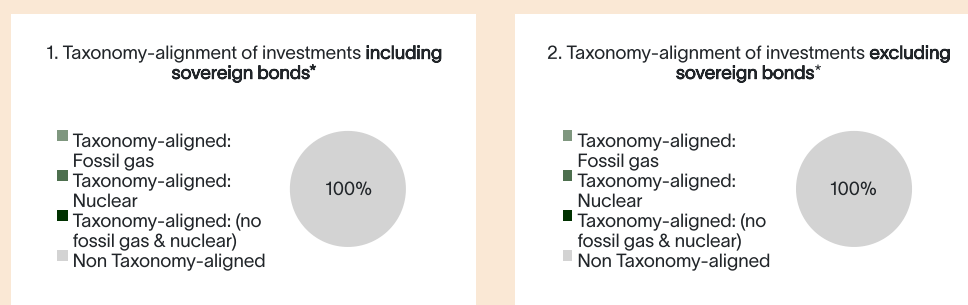 1. Taxonomy-alignment of investments including
sovereign bonds*
Taxonomy-aligned:
Fossil gas
Taxonomy-aligned:
Nuclear
Taxonomy-aligned: (no
fossil gas & nuclear)
Non Taxonomy-aligned
100%
2. Taxonomy-alignment of investments excluding
sovereign bonds*
Taxonomy-aligned:
Fossil gas
Taxonomy-aligned:
Nuclear
Taxonomy-aligned: (no
fossil gas & nuclear)
Non Taxonomy-aligned
100%